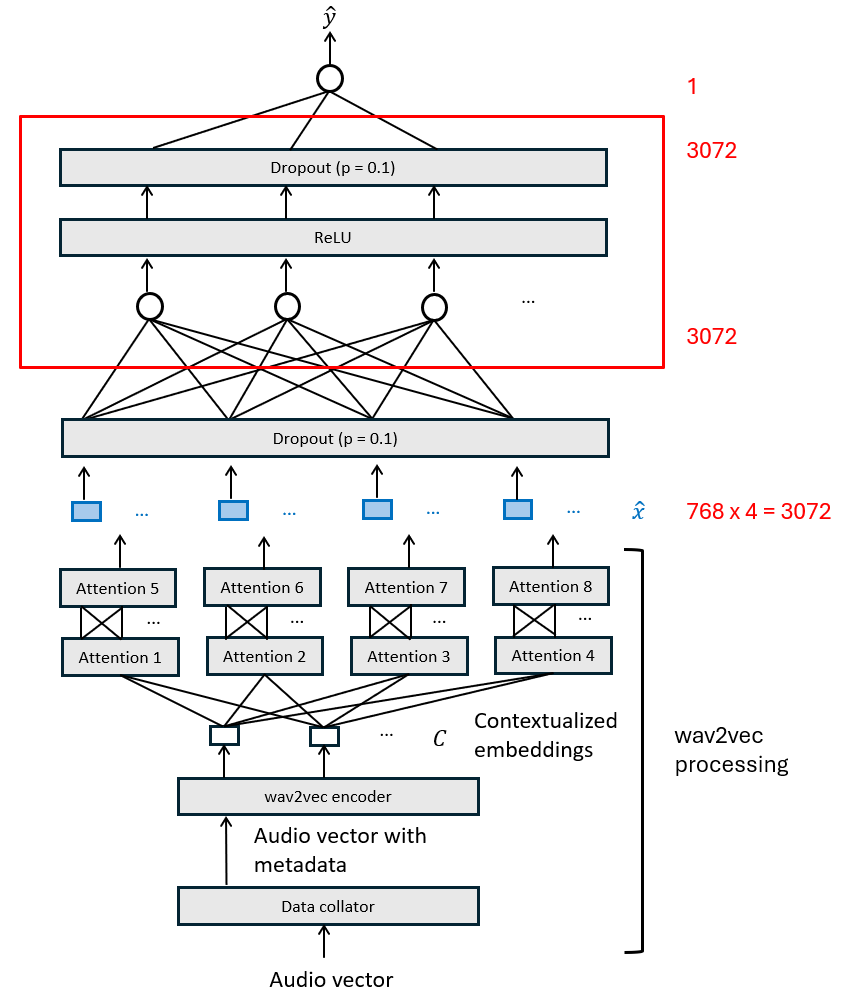 ŷ
1
3072
Dropout (p = 0.1)
ReLU
...
3072
Dropout (p = 0.1)
... ... ... ... x̂ 768 x 4 = 3072
Attention 5 Attention 6 Attention 7 Attention 8
... ... ... ...
Attention 1 Attention 2 Attention 3 Attention 4
... C Contextualized
embeddings
wav2vec
processing
wav2vec encoder
Audio vector with
metadata
Data collator
Audio vector